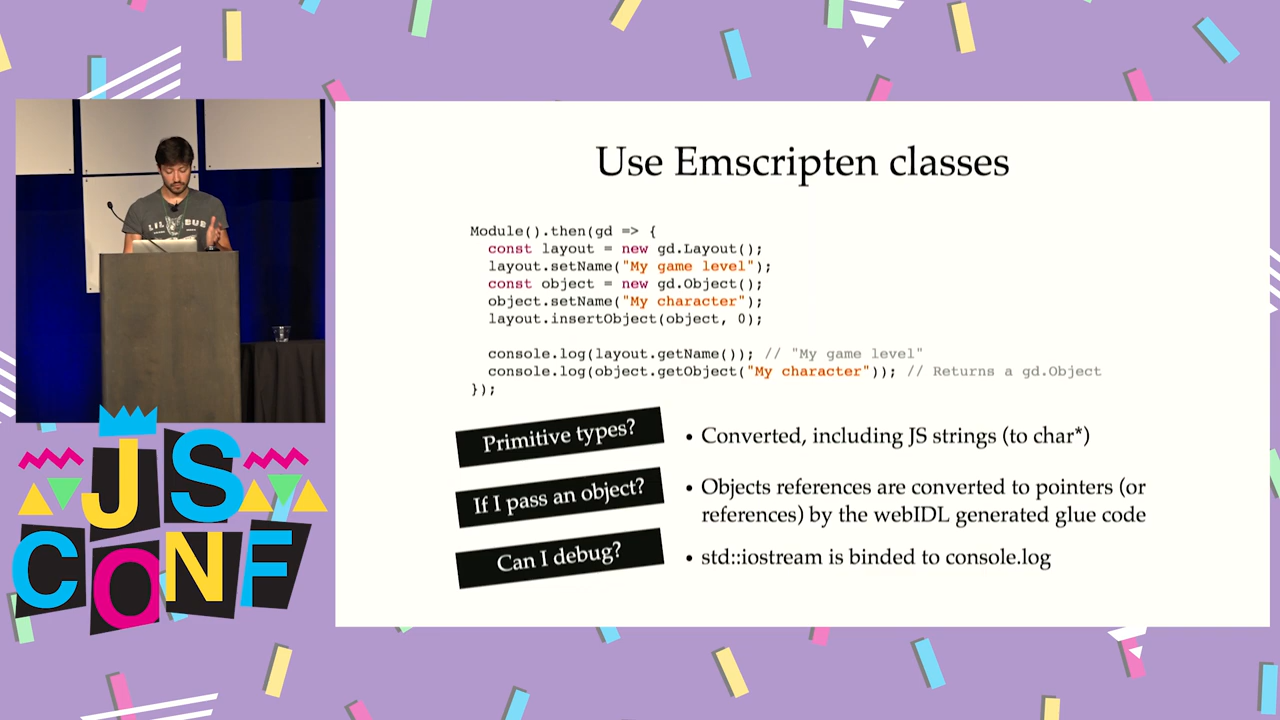 Use Emscripten classes
Module().then(gd => {
const layout = new gd.Layout();
layout.setName("My game level");
const object = new gd.Object();
object.setName("My character");
layout.insertObject(object, 0);
console.log(layout.getName()); // "My game level"
console.log(object.getObject("My character")); // Returns a gd.Object
});
Primitive types?
• Converted, including JS strings (to char*)
If I pass an object?
• Objects references are converted to pointers (or
references) by the webIDL generated glue code
Can I debug?
• std::iostream is binded to console.log
LIL BUB
JS
CONF